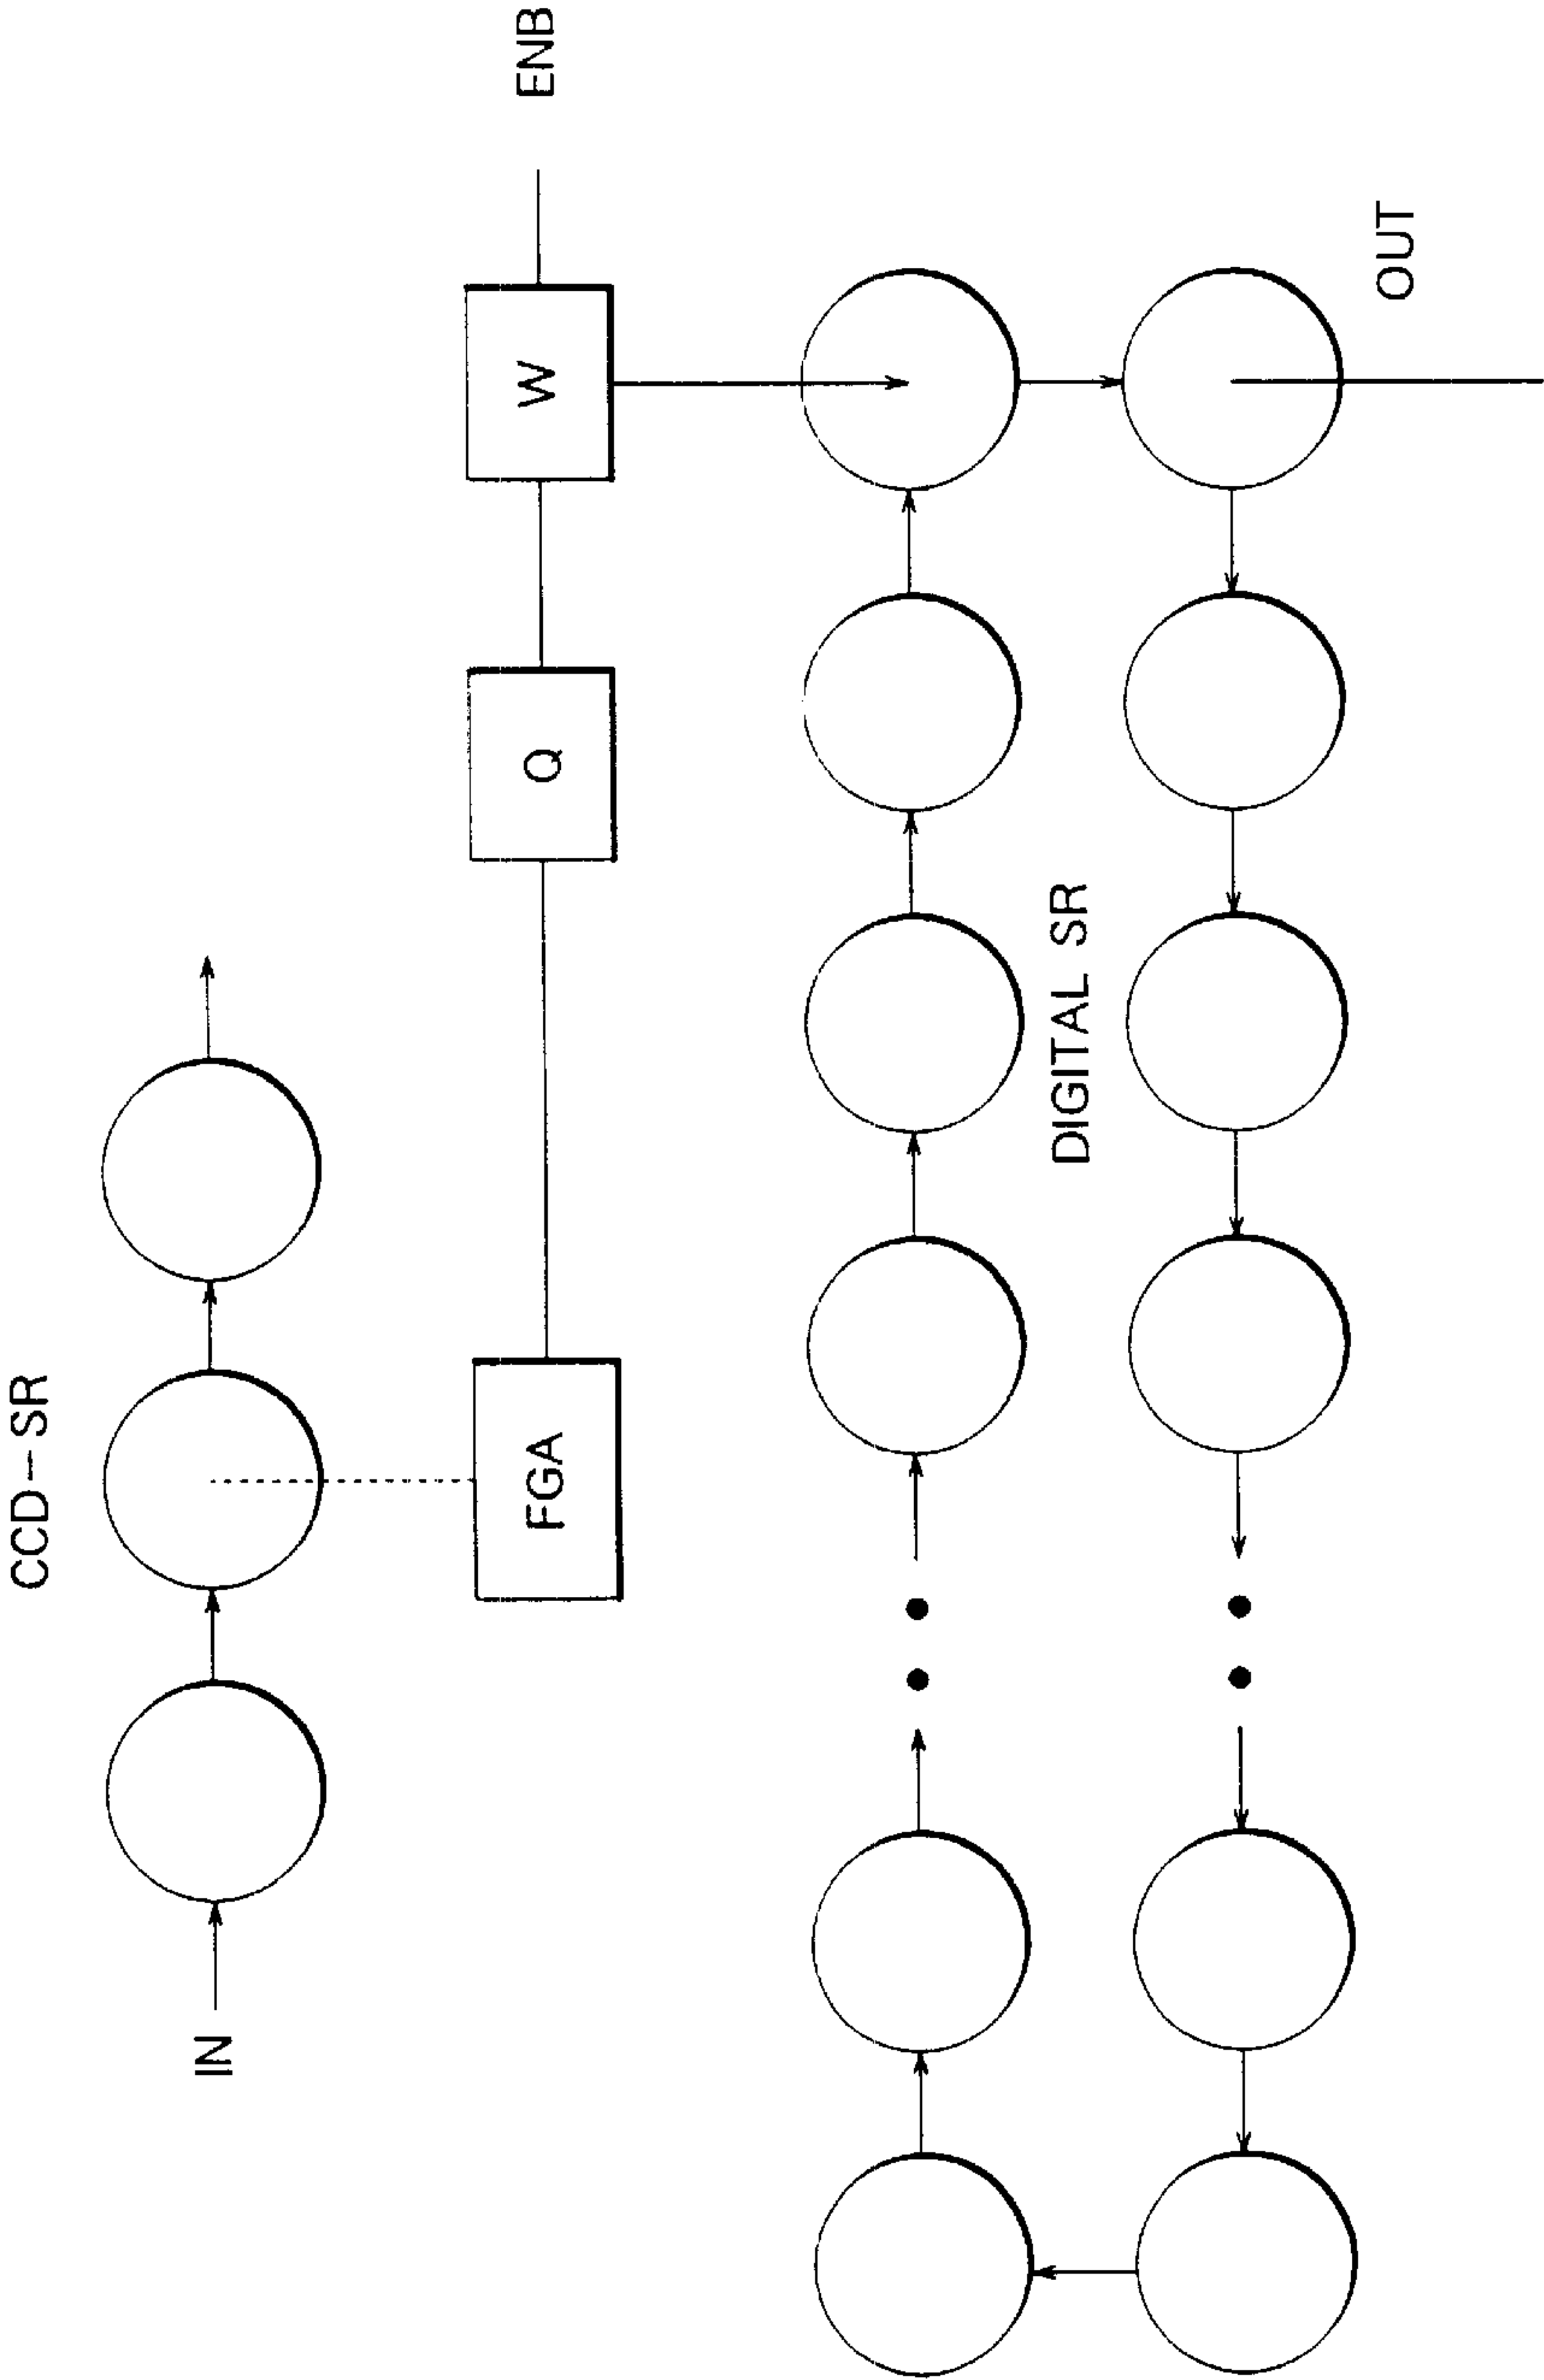 CCD-SR
IN
FGA
Q
W
ENB
DIGITAL SR
OUT